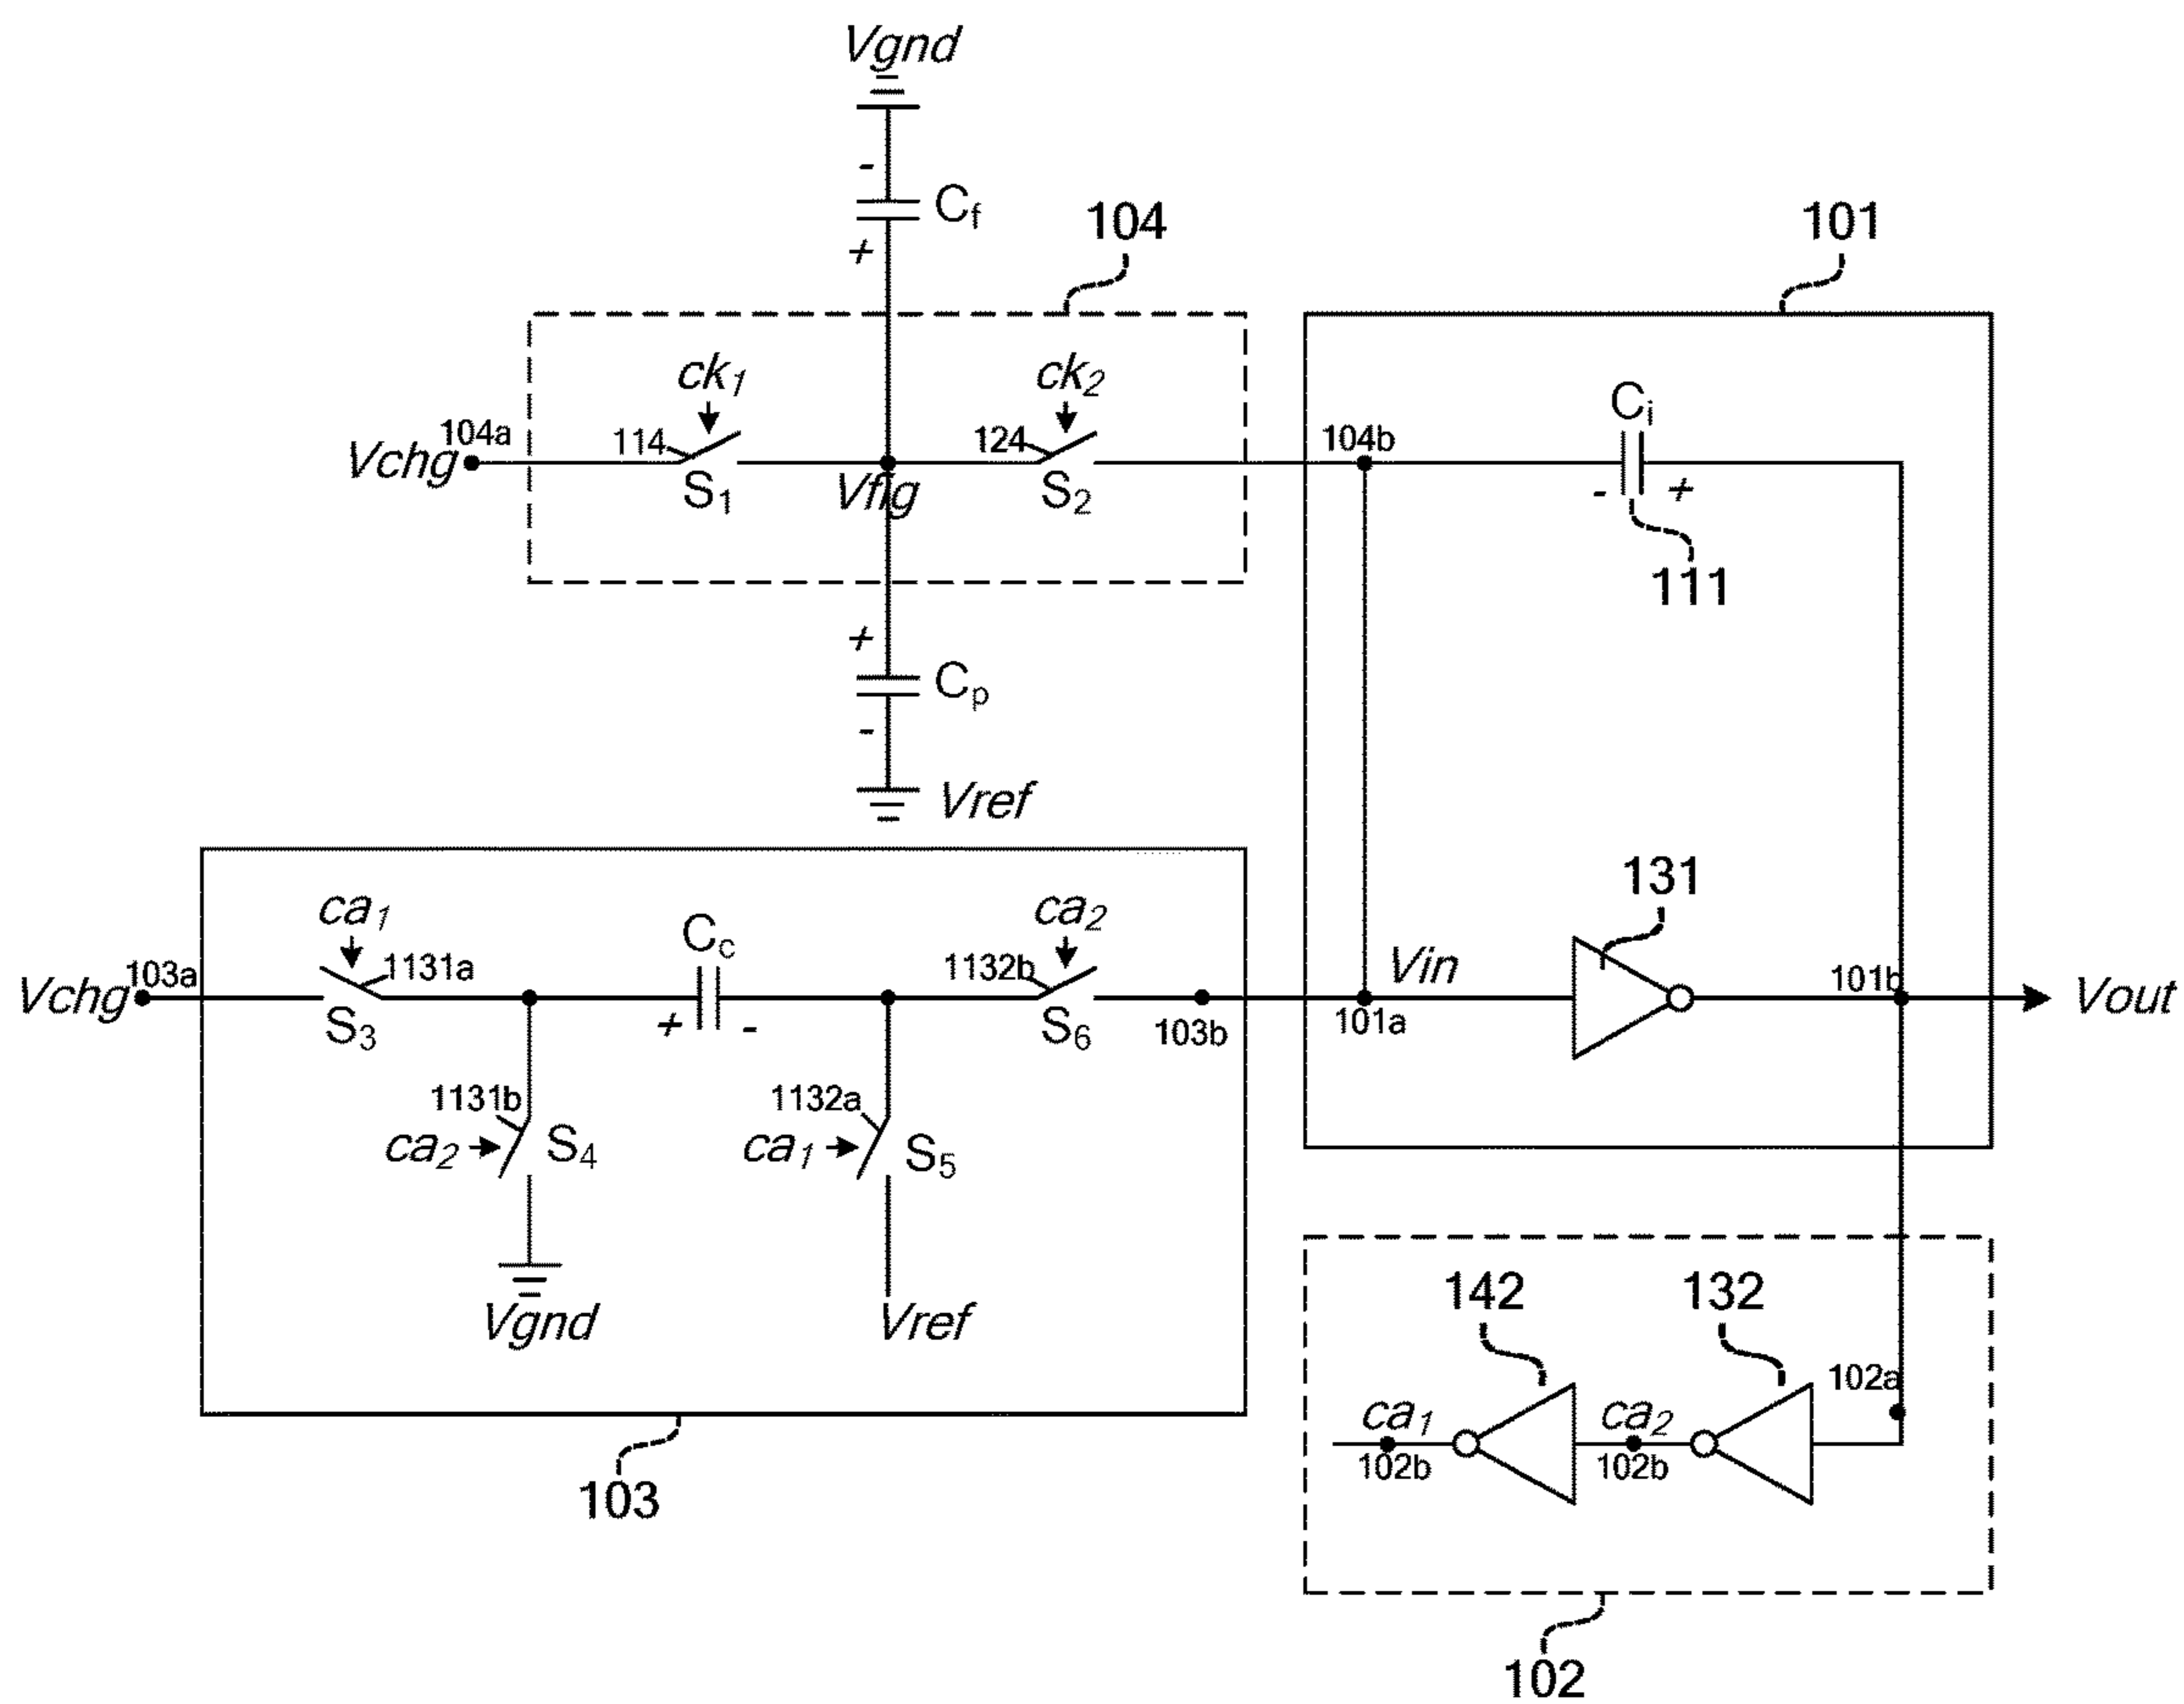 Vgnd
-
Cf
+
104
101
ck1
ck2
Ci
Vchg
104a
114
S1
Vfig
124
S2
104b
- +
111
+
Cp
-
Vref
ca1
Cc
ca2
131
Vchg
103a
1131a
S3
+ -
1132b
S6
103b
Vin
101a
101b
Vout
1131b
ca2
S4
1132a
ca1
S5
Vgnd
Vref
142
132
102a
ca1
102b
ca2
102b
103
102